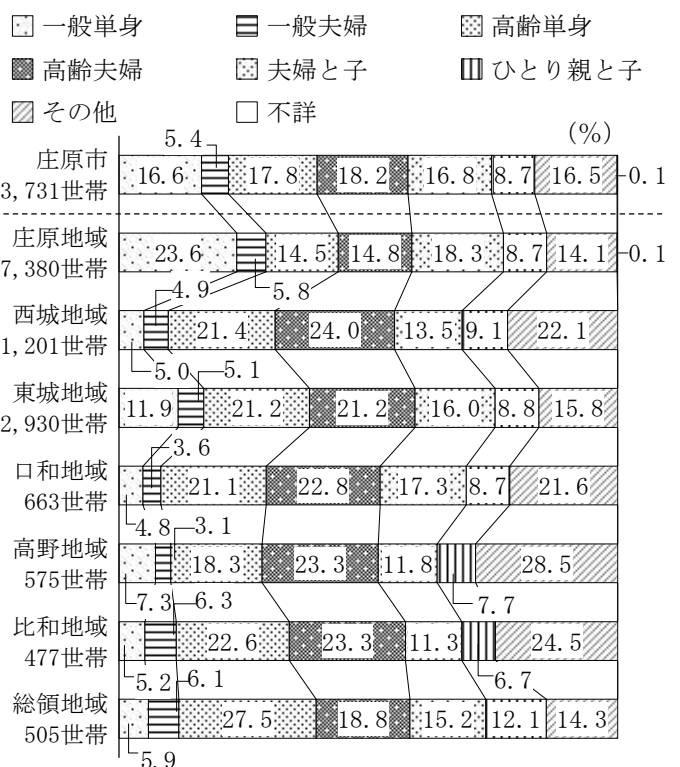 一般単身 一般夫婦 高齢単身
高齢夫婦 夫婦と子 ひとり親と子
その他 不詳
(%)
5.4
庄原市 16.6 17.8 18.2 16.8 8.7 16.5 0.1
3,731世帯
庄原地域 23.6 14.5 14.8 18.3 8.7 14.1 0.1
7,380世帯
4.9 5.8
西城地域 21.4 24.0 13.5 9.1 22.1
1,201世帯
5.0 5.1
東城地域 11.9 21.2 21.2 16.0 8.8 15.8
2,930世帯
3.6
口和地域 21.1 22.8 17.3 8.7 21.6
663世帯
4.8 3.1
高野地域 18.3 23.3 11.8 28.5
575世帯
7.3 6.3 7.7
比和地域 22.6 23.3 11.3 24.5
477世帯
5.2 6.1 6.7
総領地域 27.5 18.8 15.2 12.1 14.3
505世帯
5.9